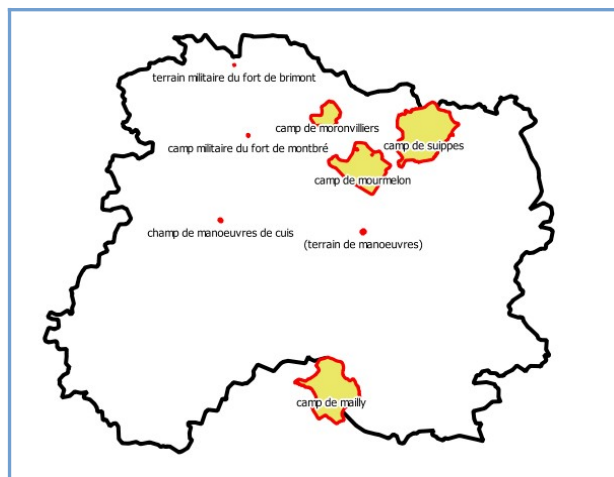 terrain militaire du fort de brimont
camp de moronvilliers
camp militaire du fort de montbré
camp de suippes
camp de mourmelon
champ de manoeuvres de cuis
(terrain de manoeuvres)
camp de mailly